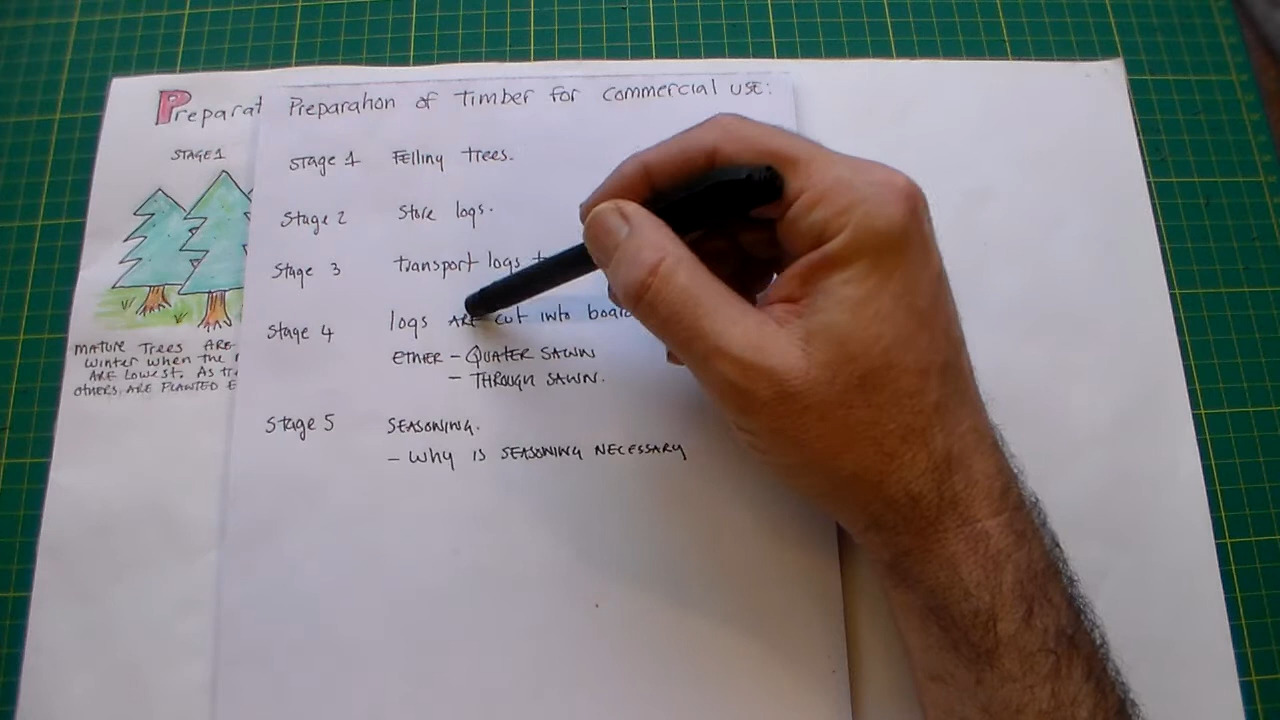 Preparat
STAGE 1
MATURE Trees ARE
Winter when the
ARE Lowest. As
OTHERS ARE PLANTED
Preparation of Timber for commercial USE:
Stage 1 Felling trees.
Stage 2 Store logs.
Stage 3 transport logs
Stage 4 logs ARE cut into board
ETHER - QUATER SAWN
- THROUGH SAWN.
Stage 5 SEASONING.
- Why IS SEASONING NECESSARY